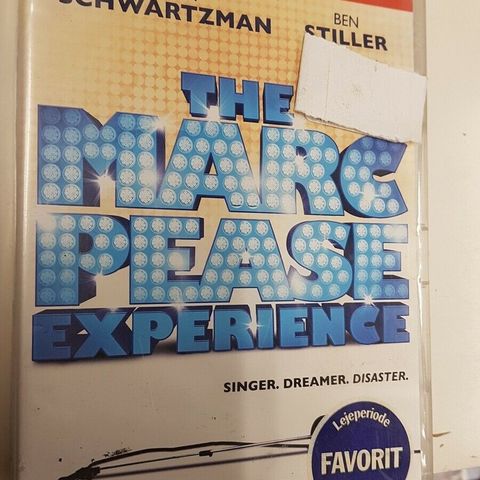 SCHWARTZMAN
BEN
STILLER
THE
MARC
PEASE
EXPERIENCE
SINGER. DREAMER. DISASTER.
Lejeperiode
FAVORIT